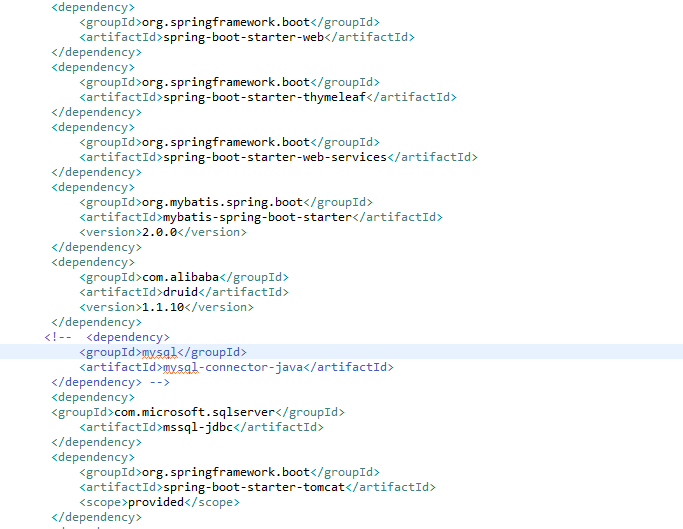 <dependency>
<groupId>org.springframework.boot</groupId>
<artifactId>spring-boot-starter-web</artifactId>
</dependency>
<dependency>
<groupId>org.springframework.boot</groupId>
<artifactId>spring-boot-starter-thymeleaf</artifactId>
</dependency>
<dependency>
<groupId>org.springframework.boot</groupId>
<artifactId>spring-boot-starter-web-services</artifactId>
</dependency>
<dependency>
<groupId>org.mybatis.spring.boot</groupId>
<artifactId>mybatis-spring-boot-starter</artifactId>
<version>2.0.0</version>
</dependency>
<dependency>
<groupId>com.alibaba</groupId>
<artifactId>druid</artifactId>
<version>1.1.10</version>
</dependency>
<!--  <dependency>
<groupId>mysql</groupId>
<artifactId>mysql-connector-java</artifactId>
</dependency> -->
<dependency>
<groupId>com.microsoft.sqlserver</groupId>
<artifactId>mssql-jdbc</artifactId>
</dependency>
<dependency>
<groupId>org.springframework.boot</groupId>
<artifactId>spring-boot-starter-tomcat</artifactId>
<scope>provided</scope>
</dependency>